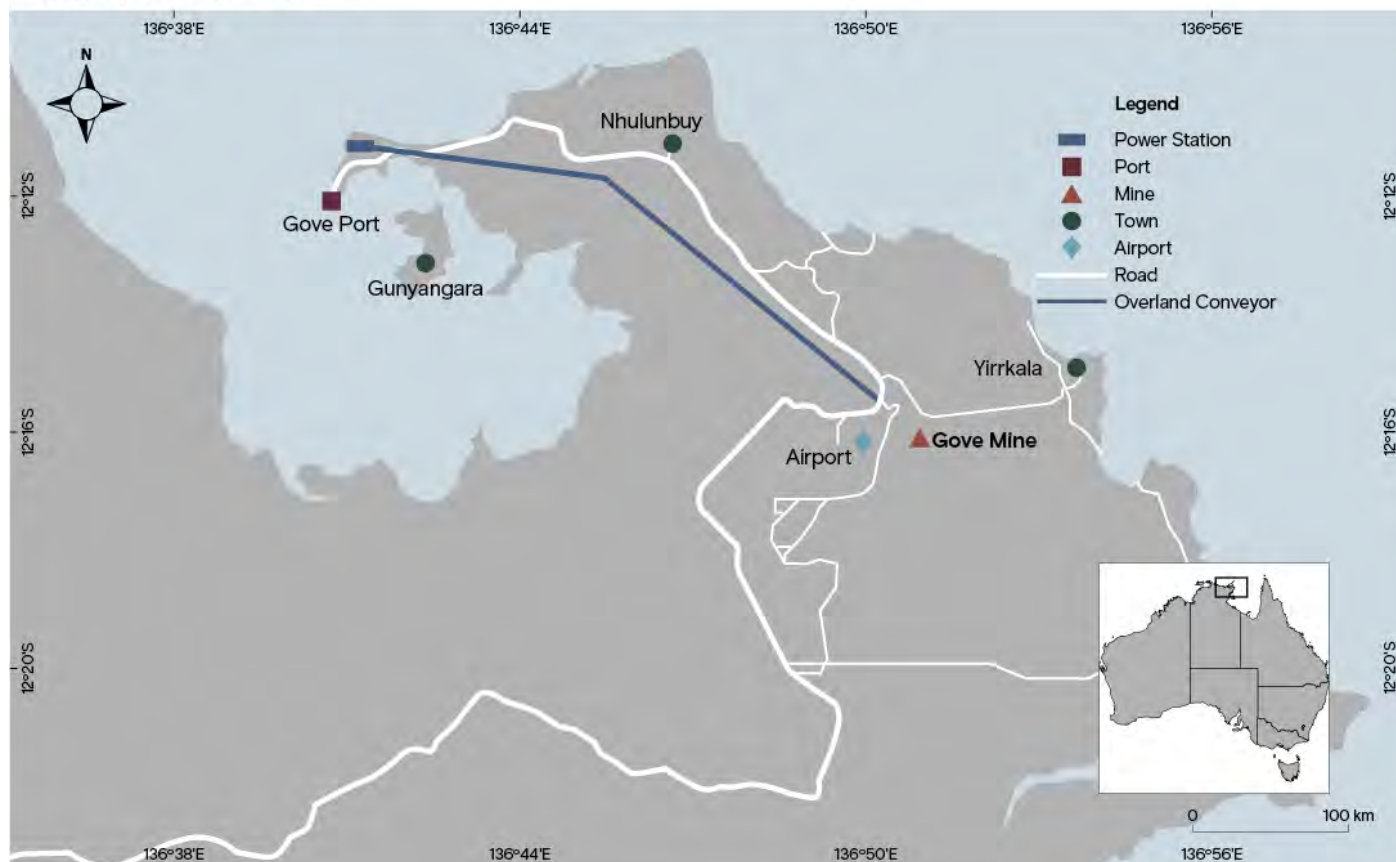 136°38'E
136°44'E
136°50'E
136°56'E
N
Legend
Power Station
Port
Mine
Town
Airport
Road
Overland Conveyor
Nhulunbuy
12°12'S
12°12'S
Gove Port
Gunyangara
Yirrkala
12°16'S
12°16'S
Gove Mine
Airport
12°20'S
12°20'S
0
100 km
136°38'E
136°44'E
136°50'E
136°56'E